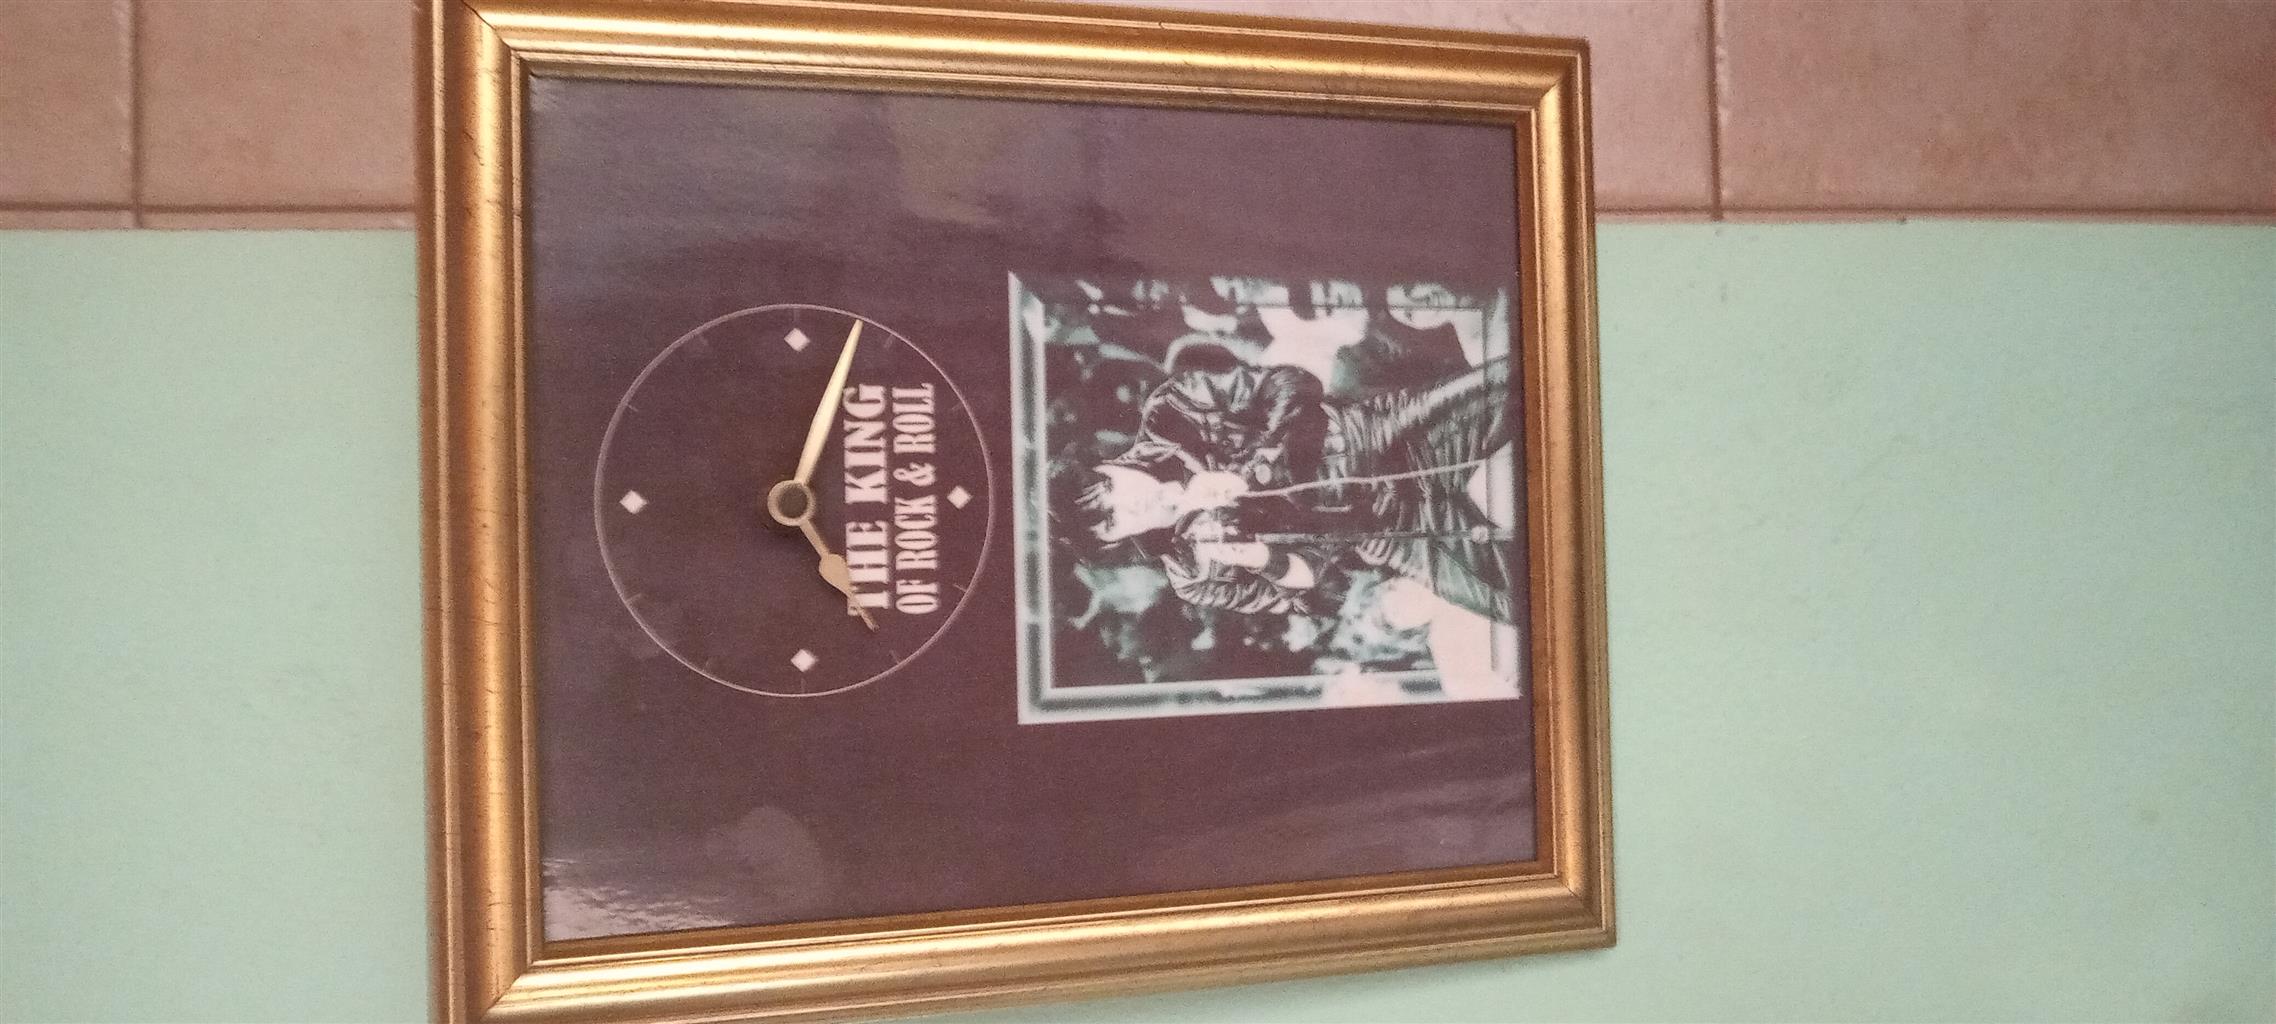 THE KING
OF ROCK & ROLL